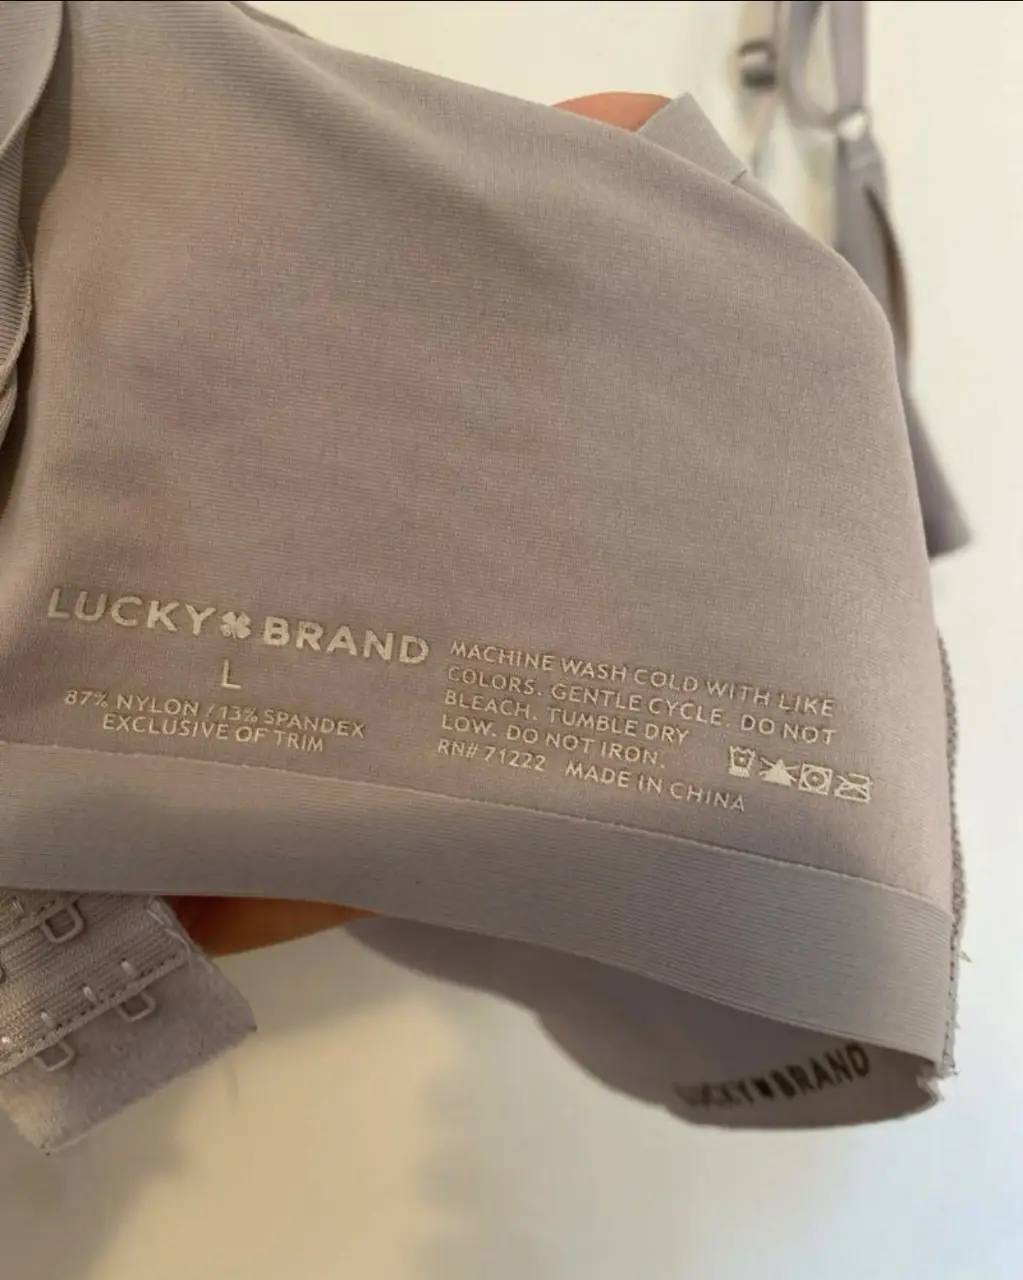 LUCKY BRAND
L
87% NYLON / 13% SPANDEX
EXCLUSIVE OF TRIM
MACHINE WASH COLD WITH LIKE
COLORS. GENTLE CYCLE. DO NOT
BLEACH. TUMBLE DRY
LOW. DO NOT IRON.
RN# 71222 MADE IN CHINA
LUCKY BRAND